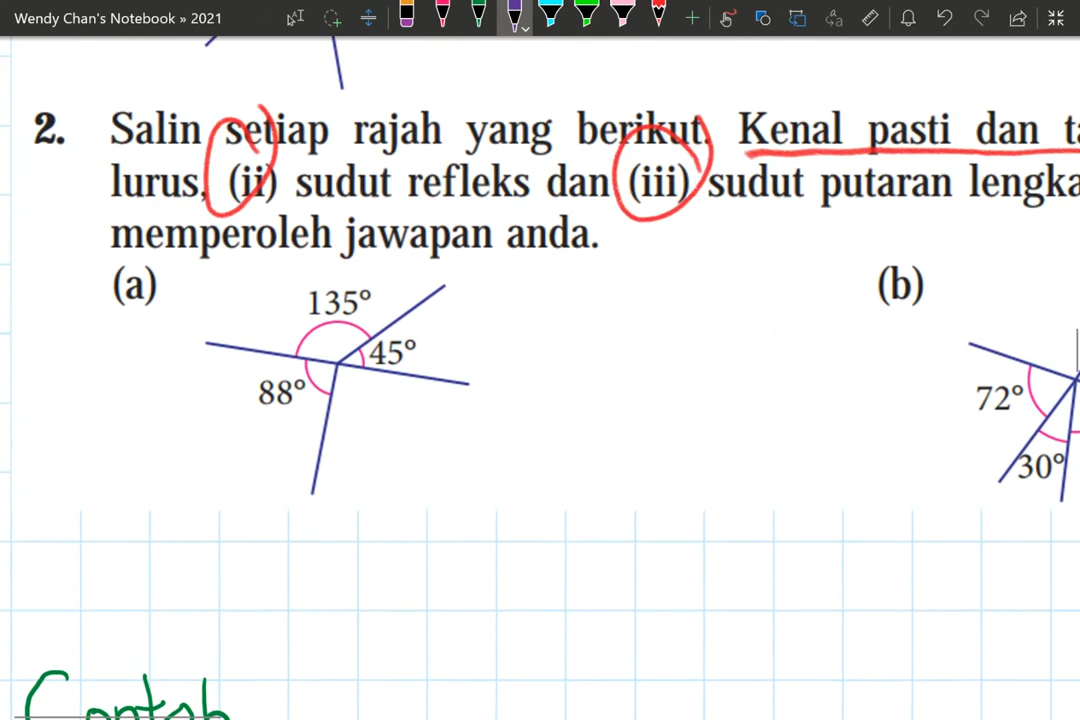 Wendy Chan's Notebook » 2021
2. Salin setiap rajah yang berikut. Kenal pasti dan
lurus, (ii) sudut refleks dan (iii) sudut putaran
memperoleh jawapan anda.
(a)
(b)
135°
45°
88°
72°
30°
Contoh